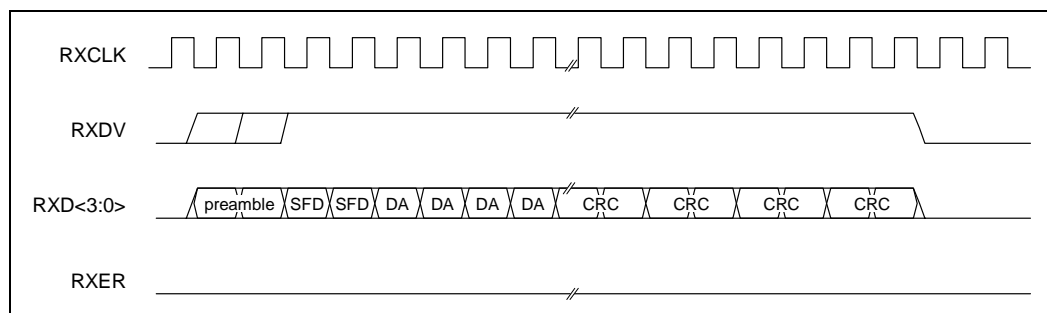 RXCLK
RXDV
RXD<3:0> preamble SFD SFD DA DA DA DA CRC CRC CRC CRC
RXER